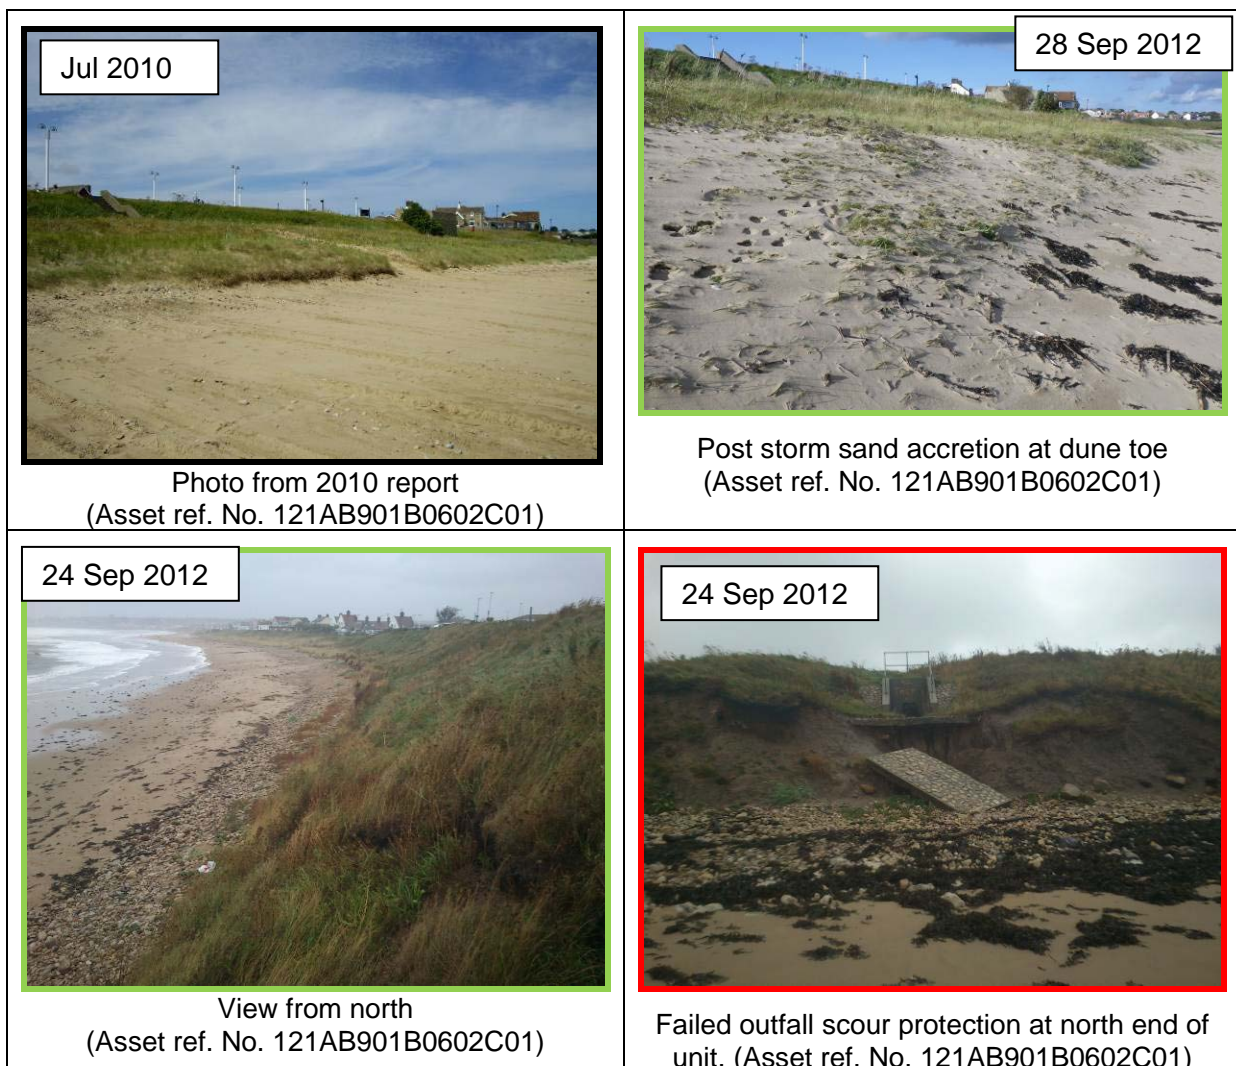 Jul 2010
Photo from 2010 report
(Asset ref. No. 121AB901B0602C01)
28 Sep 2012
Post storm sand accretion at dune toe
(Asset ref. No. 121AB901B0602C01)
24 Sep 2012
View from north
(Asset ref. No. 121AB901B0602C01)
24 Sep 2012
Failed outfall scour protection at north end of
unit. (Asset ref. No. 121AB901B0602C01)